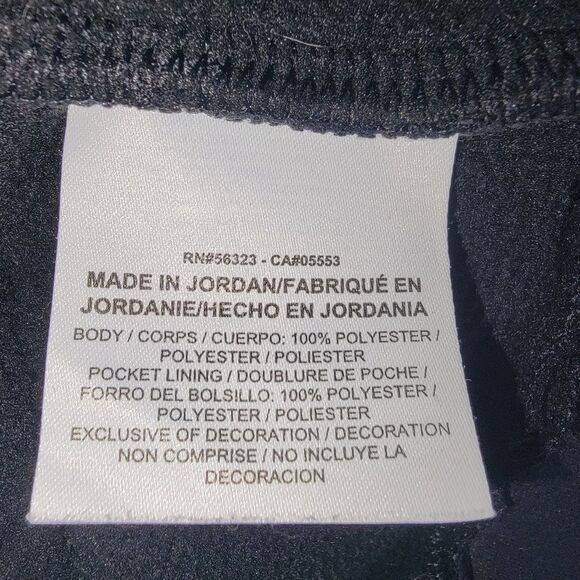 RN#56323 - CA#05553
MADE IN JORDAN/FABRIQUÉ EN
JORDANIE/HECHO EN JORDANIA
BODY / CORPS / CUERPO: 100% POLYESTER /
POLYESTER / POLIESTER
POCKET LINING / DOUBLURE DE POCHE /
FORRO DEL BOLSILLO: 100% POLYESTER /
POLYESTER / POLIESTER
EXCLUSIVE OF DECORATION / DECORATION
NON COMPRISE / NO INCLUYE LA
DECORACION